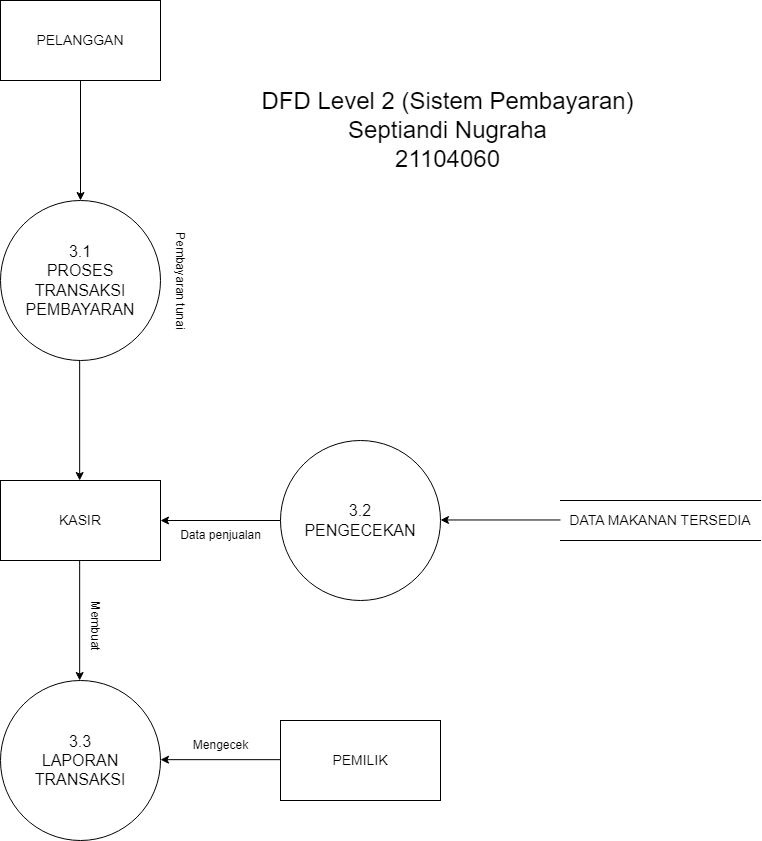 PELANGGAN
DFD Level 2 (Sistem Pembayaran)
Septiandi Nugraha
21104060
3.1
PROSES
TRANSAKSI
PEMBAYARAN
Pembayaran tunai
KASIR
Data penjualan
3.2
PENGECEKAN
DATA MAKANAN TERSEDIA
Membuat
3.3
LAPORAN
TRANSAKSI
Mengecek
PEMILIK